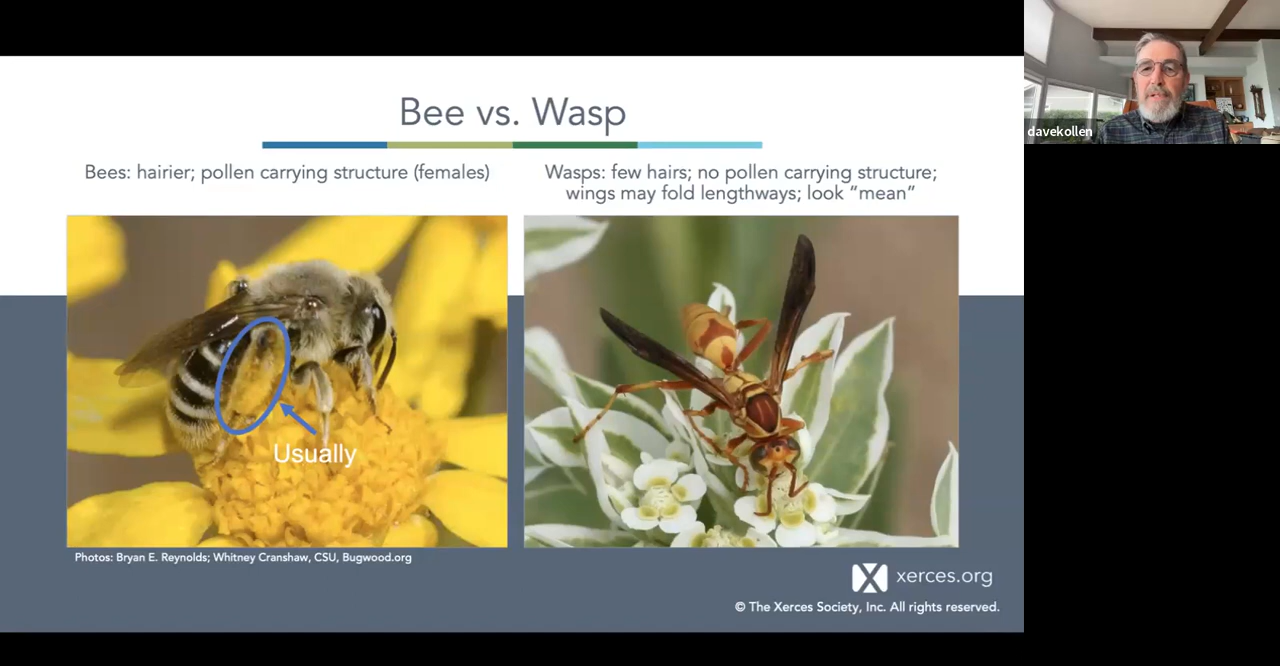 Bee vs. Wasp
Bees: hairier; pollen carrying structure (females)
Wasps: few hairs; no pollen carrying structure;
wings may fold lengthways; look “mean”
Usually
Photos: Bryan E. Reynolds; Whitney Cranshaw, CSU, Bugwood.org
xerces.org
© The Xerces Society, Inc. All rights reserved.
davekollen